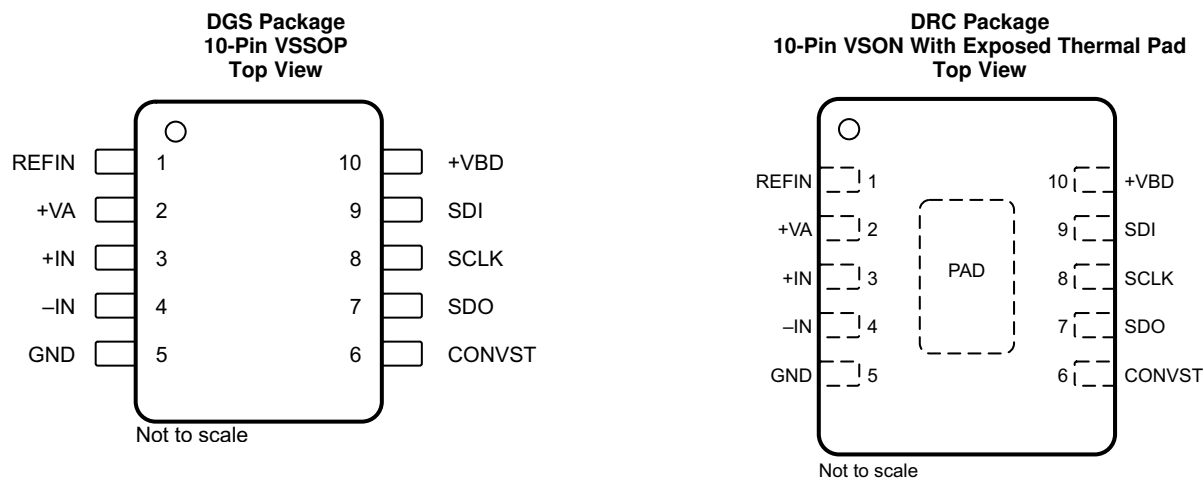 DGS Package
10-Pin VSSOP
Top View
REFIN 1 10 +VBD
+VA 2 9 SDI
+IN 3 8 SCLK
–IN 4 7 SDO
GND 5 6 CONVST
Not to scale
DRC Package
10-Pin VSON With Exposed Thermal Pad
Top View
REFIN 1 10 +VBD
+VA 2 9 SDI
+IN 3 PAD 8 SCLK
–IN 4 7 SDO
GND 5 6 CONVST
Not to scale